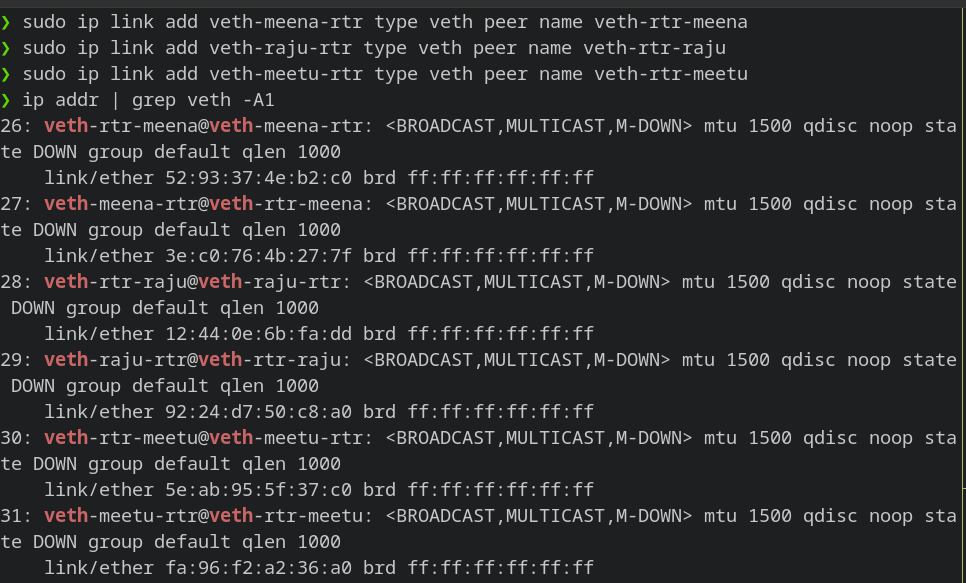 ❯ sudo ip link add veth-meena-rtr type veth peer name veth-rtr-meena
❯ sudo ip link add veth-raju-rtr type veth peer name veth-rtr-raju
❯ sudo ip link add veth-meetu-rtr type veth peer name veth-rtr-meetu
❯ ip addr | grep veth -A1
26: veth-rtr-meena@veth-meena-rtr: <BROADCAST,MULTICAST,M-DOWN> mtu 1500 qdisc noop sta
te DOWN group default qlen 1000
    link/ether 52:93:37:4e:b2:c0 brd ff:ff:ff:ff:ff:ff
27: veth-meena-rtr@veth-rtr-meena: <BROADCAST,MULTICAST,M-DOWN> mtu 1500 qdisc noop sta
te DOWN group default qlen 1000
    link/ether 3e:c0:76:4b:27:7f brd ff:ff:ff:ff:ff:ff
28: veth-rtr-raju@veth-raju-rtr: <BROADCAST,MULTICAST,M-DOWN> mtu 1500 qdisc noop state
 DOWN group default qlen 1000
    link/ether 12:44:0e:6b:fa:dd brd ff:ff:ff:ff:ff:ff
29: veth-raju-rtr@veth-rtr-raju: <BROADCAST,MULTICAST,M-DOWN> mtu 1500 qdisc noop state
 DOWN group default qlen 1000
    link/ether 92:24:d7:50:c8:a0 brd ff:ff:ff:ff:ff:ff
30: veth-rtr-meetu@veth-meetu-rtr: <BROADCAST,MULTICAST,M-DOWN> mtu 1500 qdisc noop sta
te DOWN group default qlen 1000
    link/ether 5e:ab:95:5f:37:c0 brd ff:ff:ff:ff:ff:ff
31: veth-meetu-rtr@veth-rtr-meetu: <BROADCAST,MULTICAST,M-DOWN> mtu 1500 qdisc noop sta
te DOWN group default qlen 1000
    link/ether fa:96:f2:a2:36:a0 brd ff:ff:ff:ff:ff:ff